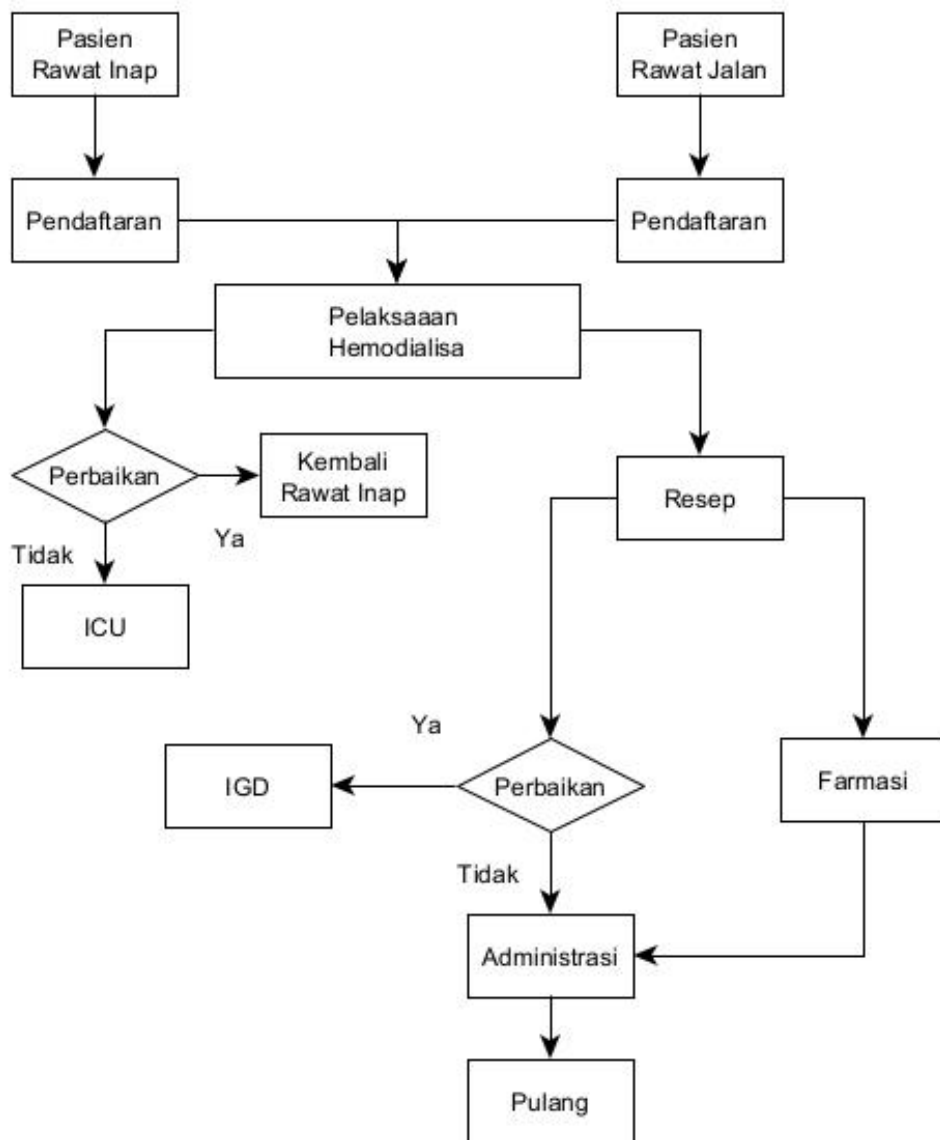 Pasien
Rawat Inap
Pasien
Rawat Jalan
Pendaftaran
Pendaftaran
Pelaksaaan
Hemodialisa
Perbaikan
Kembali
Rawat Inap
Resep
Ya
Tidak
ICU
Ya
IGD
Perbaikan
Farmasi
Tidak
Administrasi
Pulang